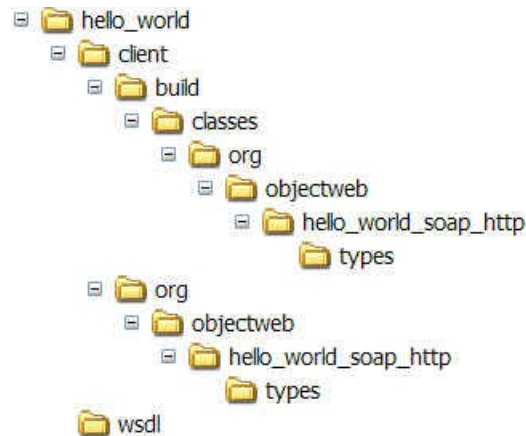 hello_world
client
build
classes
org
objectweb
hello_world_soap_http
types
org
objectweb
hello_world_soap_http
types
wsdl